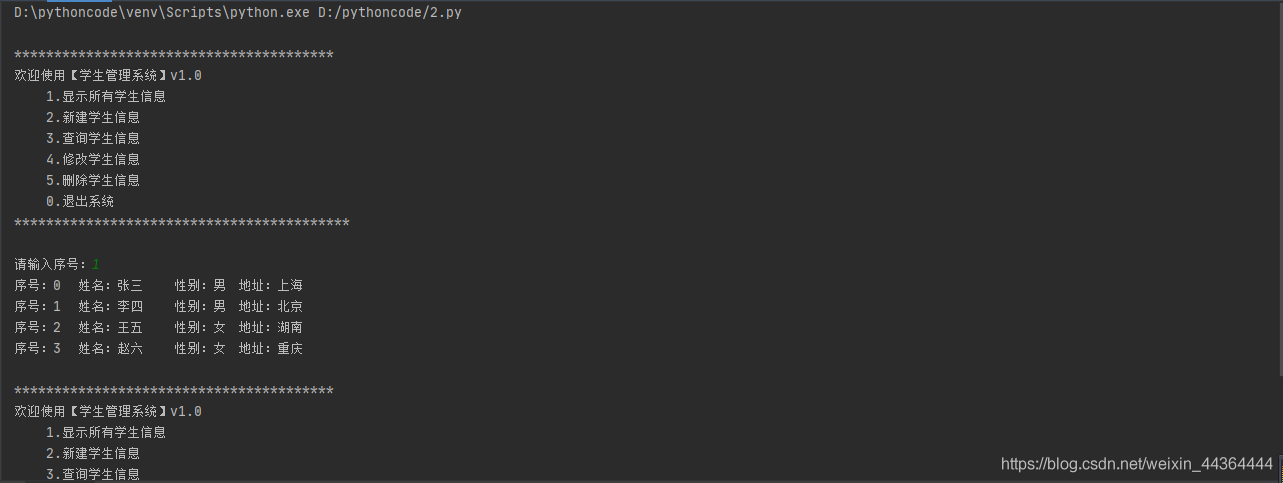 D:\pythoncode\venv\Scripts\python.exe D:/pythoncode/2.py
****************************************
欢迎使用【学生管理系统】v1.0
1.显示所有学生信息
2.新建学生信息
3.查询学生信息
4.修改学生信息
5.删除学生信息
0.退出系统
******************************************
请输入序号：1
序号：0 姓名：张三 性别：男 地址：上海
序号：1 姓名：李四 性别：男 地址：北京
序号：2 姓名：王五 性别：女 地址：湖南
序号：3 姓名：赵六 性别：女 地址：重庆
****************************************
欢迎使用【学生管理系统】v1.0
1.显示所有学生信息
2.新建学生信息
3.查询学生信息
https://blog.csdn.net/weixin_44364444